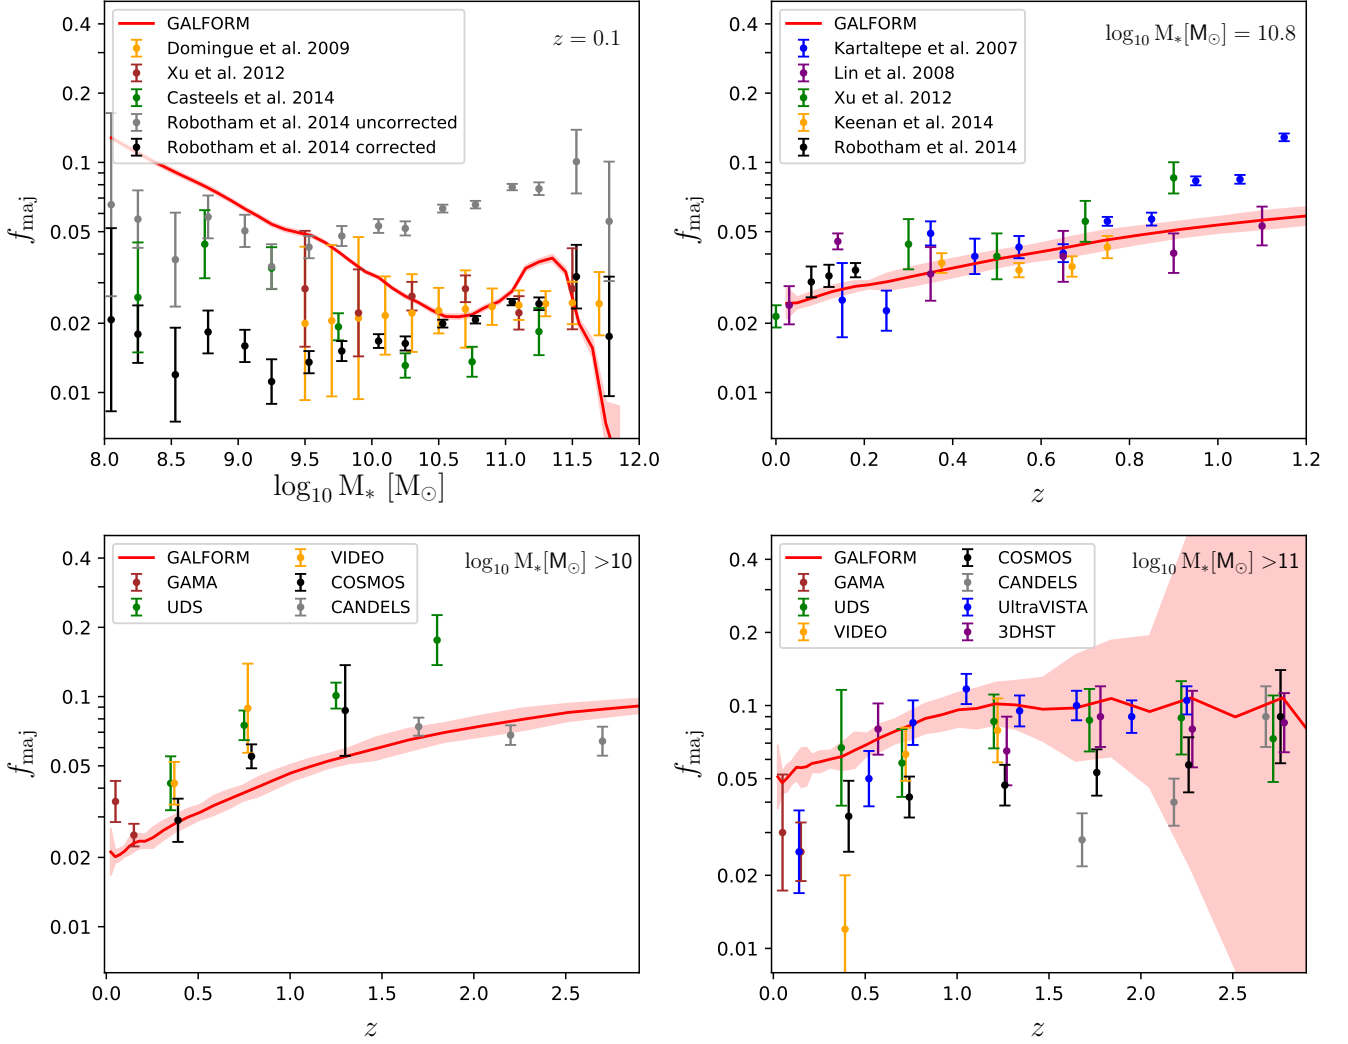 GALFORM
Domingue et al. 2009
Xu et al. 2012
Casteels et al. 2014
Robotham et al. 2014 uncorrected
Robotham et al. 2014 corrected
z = 0.1
0.4
0.2
0.1
0.05
0.02
0.01
f_maj
8.0 8.5 9.0 9.5 10.0 10.5 11.0 11.5 12.0
log₁₀ M* [M⊙]
GALFORM
Kartaltepe et al. 2007
Lin et al. 2008
Xu et al. 2012
Keenan et al. 2014
Robotham et al. 2014
log₁₀ M*[M⊙] = 10.8
0.4
0.2
0.1
0.05
0.02
0.01
f_maj
0.0 0.2 0.4 0.6 0.8 1.0 1.2
z
GALFORM
GAMA
UDS
VIDEO
COSMOS
CANDELS
log₁₀ M*[M⊙] >10
0.4
0.2
0.1
0.05
0.02
0.01
f_maj
0.0 0.5 1.0 1.5 2.0 2.5
z
GALFORM
GAMA
UDS
VIDEO
COSMOS
CANDELS
UltraVISTA
3DHST
log₁₀ M*[M⊙] >11
0.4
0.2
0.1
0.05
0.02
0.01
f_maj
0.0 0.5 1.0 1.5 2.0 2.5
z